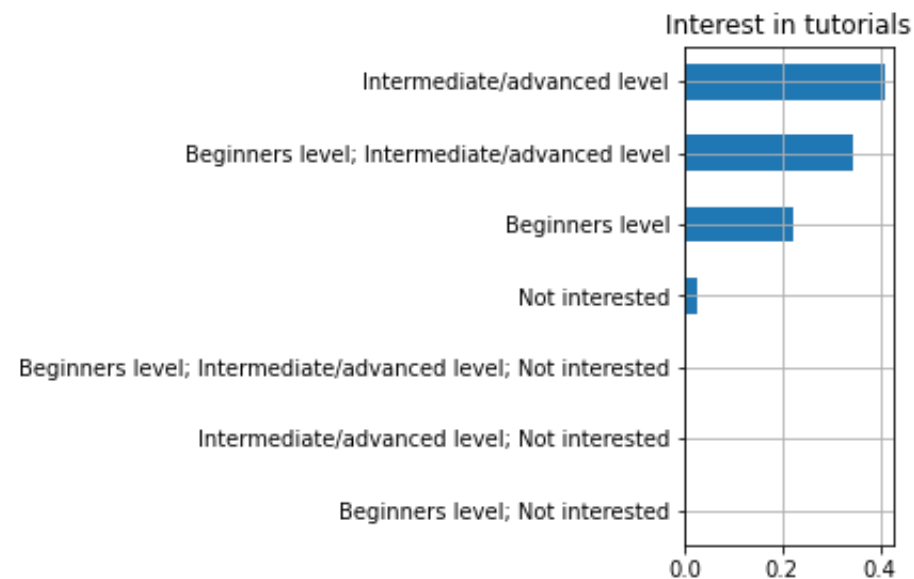 Interest in tutorials
Intermediate/advanced level
Beginners level; Intermediate/advanced level
Beginners level
Not interested
Beginners level; Intermediate/advanced level; Not interested
Intermediate/advanced level; Not interested
Beginners level; Not interested
0.0 0.2 0.4